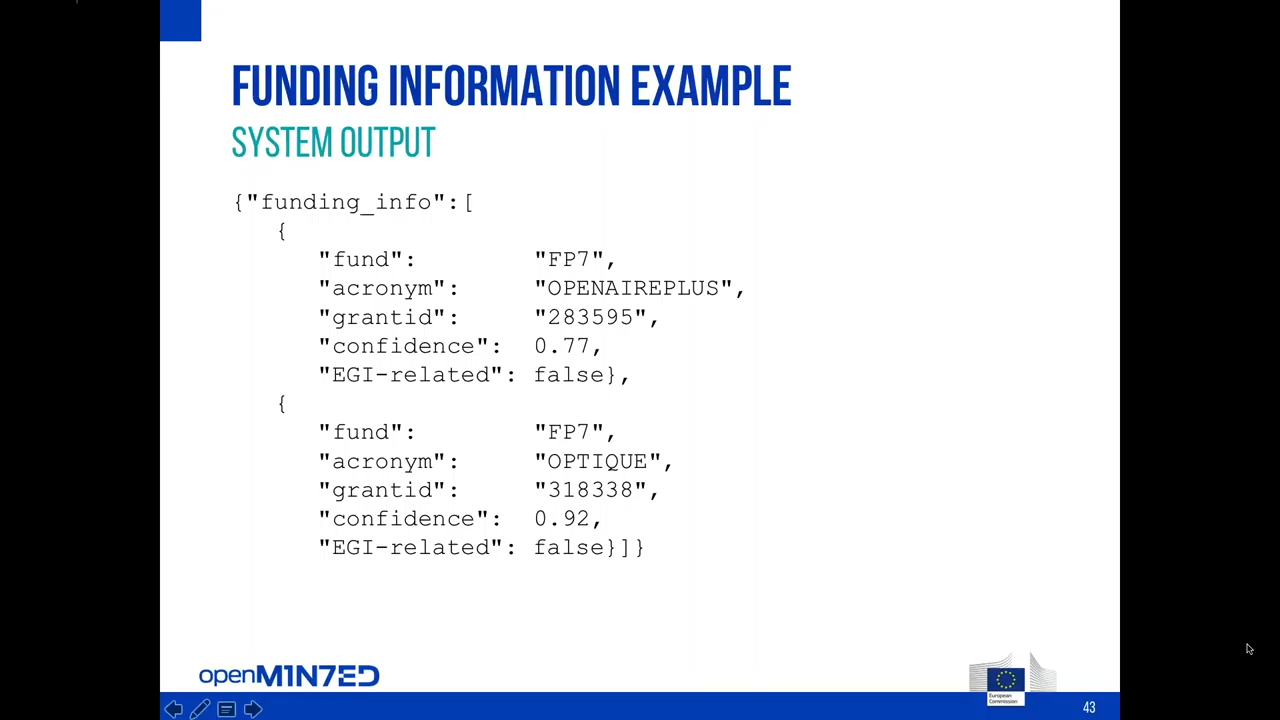 FUNDING INFORMATION EXAMPLE
SYSTEM OUTPUT
{"funding_info":[
{
"fund": "FP7",
"acronym": "OPENAIREPLUS",
"grantid": "283595",
"confidence": 0.77,
"EGI-related": false},
{
"fund": "FP7",
"acronym": "OPTIQUE",
"grantid": "318338",
"confidence": 0.92,
"EGI-related": false}]}
openM1N7ED
European
Commission
43